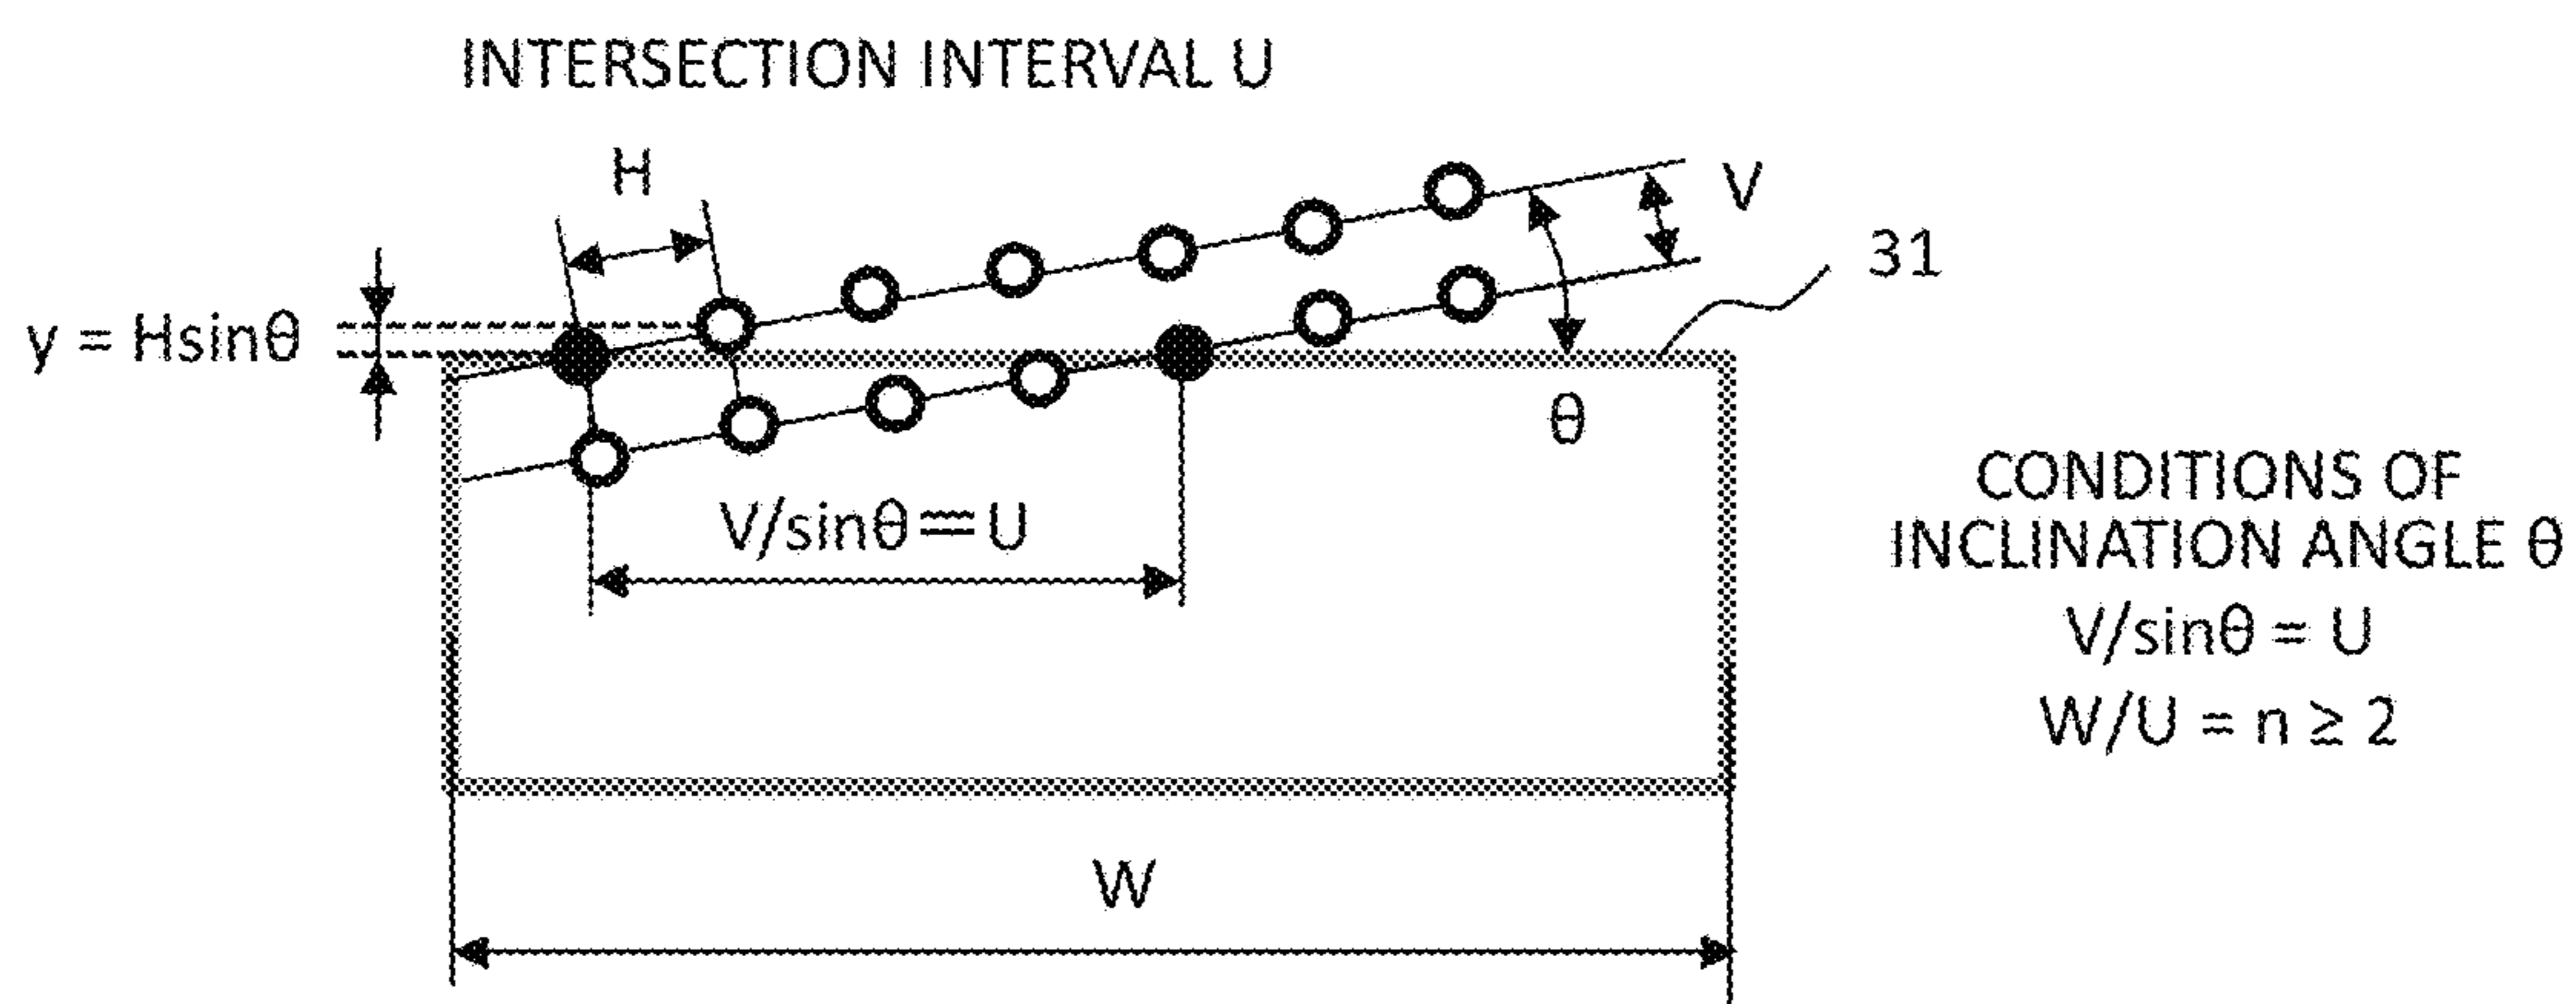 INTERSECTION INTERVAL U
H
V
31
y = Hsinθ
θ
V/sinθ=U
CONDITIONS OF
INCLINATION ANGLE θ
V/sinθ = U
W/U = n ≥ 2
W